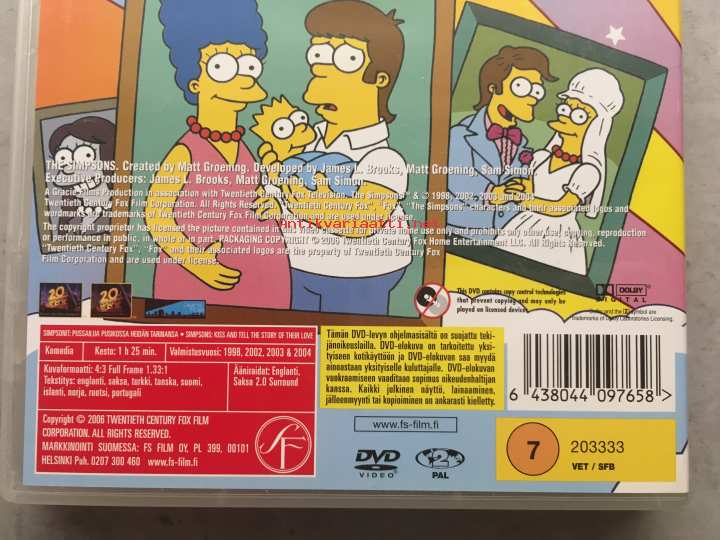 THE SIMPSONS. Created by Matt Groening. Developed by James L. Brooks, Matt Groening, Sam Simon.
Executive Producers: James L. Brooks, Matt Groening, Sam Simon
A Gracie Films Production in association with Twentieth Century Fox Television. The Simpsons™ & © 1998, 2002, 2003 and 2004
Twentieth Century Fox Film Corporation. All Rights Reserved. "Twentieth Century Fox", "Fox", "The Simpsons" characters and their associated logos and
wordmarks are trademarks of Twentieth Century Fox Film Corporation and are used under license.
The copyright proprietor has licensed the picture contained in the Video Cassette for private home use only and prohibits any other use, copying, reproduction
or performance in public, in whole or in part. PACKAGING COPYRIGHT © 2006 Twentieth Century Fox Home Entertainment LLC. All Rights Reserved.
"Twentieth Century Fox", "Fox" and their associated logos are the property of Twentieth Century Fox
Film Corporation and are used under license.
20
20
This DVD contains copy control technologies
that prevent copying and may only be
played on licensed devices.
DOLBY
DIGITAL
Dolby and the DD symbol are
trademarks of Dolby Laboratories Licensing.
SIMPSONIT: PUSSAILIJA PUSIKOSSA HEIDÄN TARINANSA • SIMPSONS: KISS AND TELL THE STORY OF THEIR LOVE
Komedia Kesto: 1 h 25 min. Valmistesvuosi: 1998, 2002, 2003 & 2004
Kuvaformaatti: 4:3 Full Frame 1.33:1
Tekstitys: englanti, saksa, turkki, tanska, suomi,
islanti, norja, ruotsi, portugali
Ääniraidat: Englanti,
Saksa 2.0 Surround
Copyright © 2006 TWENTIETH CENTURY FOX FILM
CORPORATION. ALL RIGHTS RESERVED.
MARKKINOINTI SUOMESSA: FS FILM OY, PL 399, 00101
HELSINKI Puh. 0207 300 460 www.fs-film.fi
SF
Tämän DVD-levyn ohjelmasisältö on suojattu teki-
jänoikeuslailla. DVD-elokuva on tarkoitettu yksi-
tyiseen kotikäyttöön ja DVD-elokuvan saa myydä
ainoastaan yksityiselle kuluttajalle. DVD-elokuvan
vuokraamiseen vaaditaan sopimus oikeudenhaltijan
kanssa. Kaikki julkinen näyttö, lainaaminen,
jälleenmyynti tai kopioiminen on ankarasti kielletty.
www.fs-film.fi
DVD
VIDEO
2
PAL
6 438044 097658 >
7
203333
VET / SFB